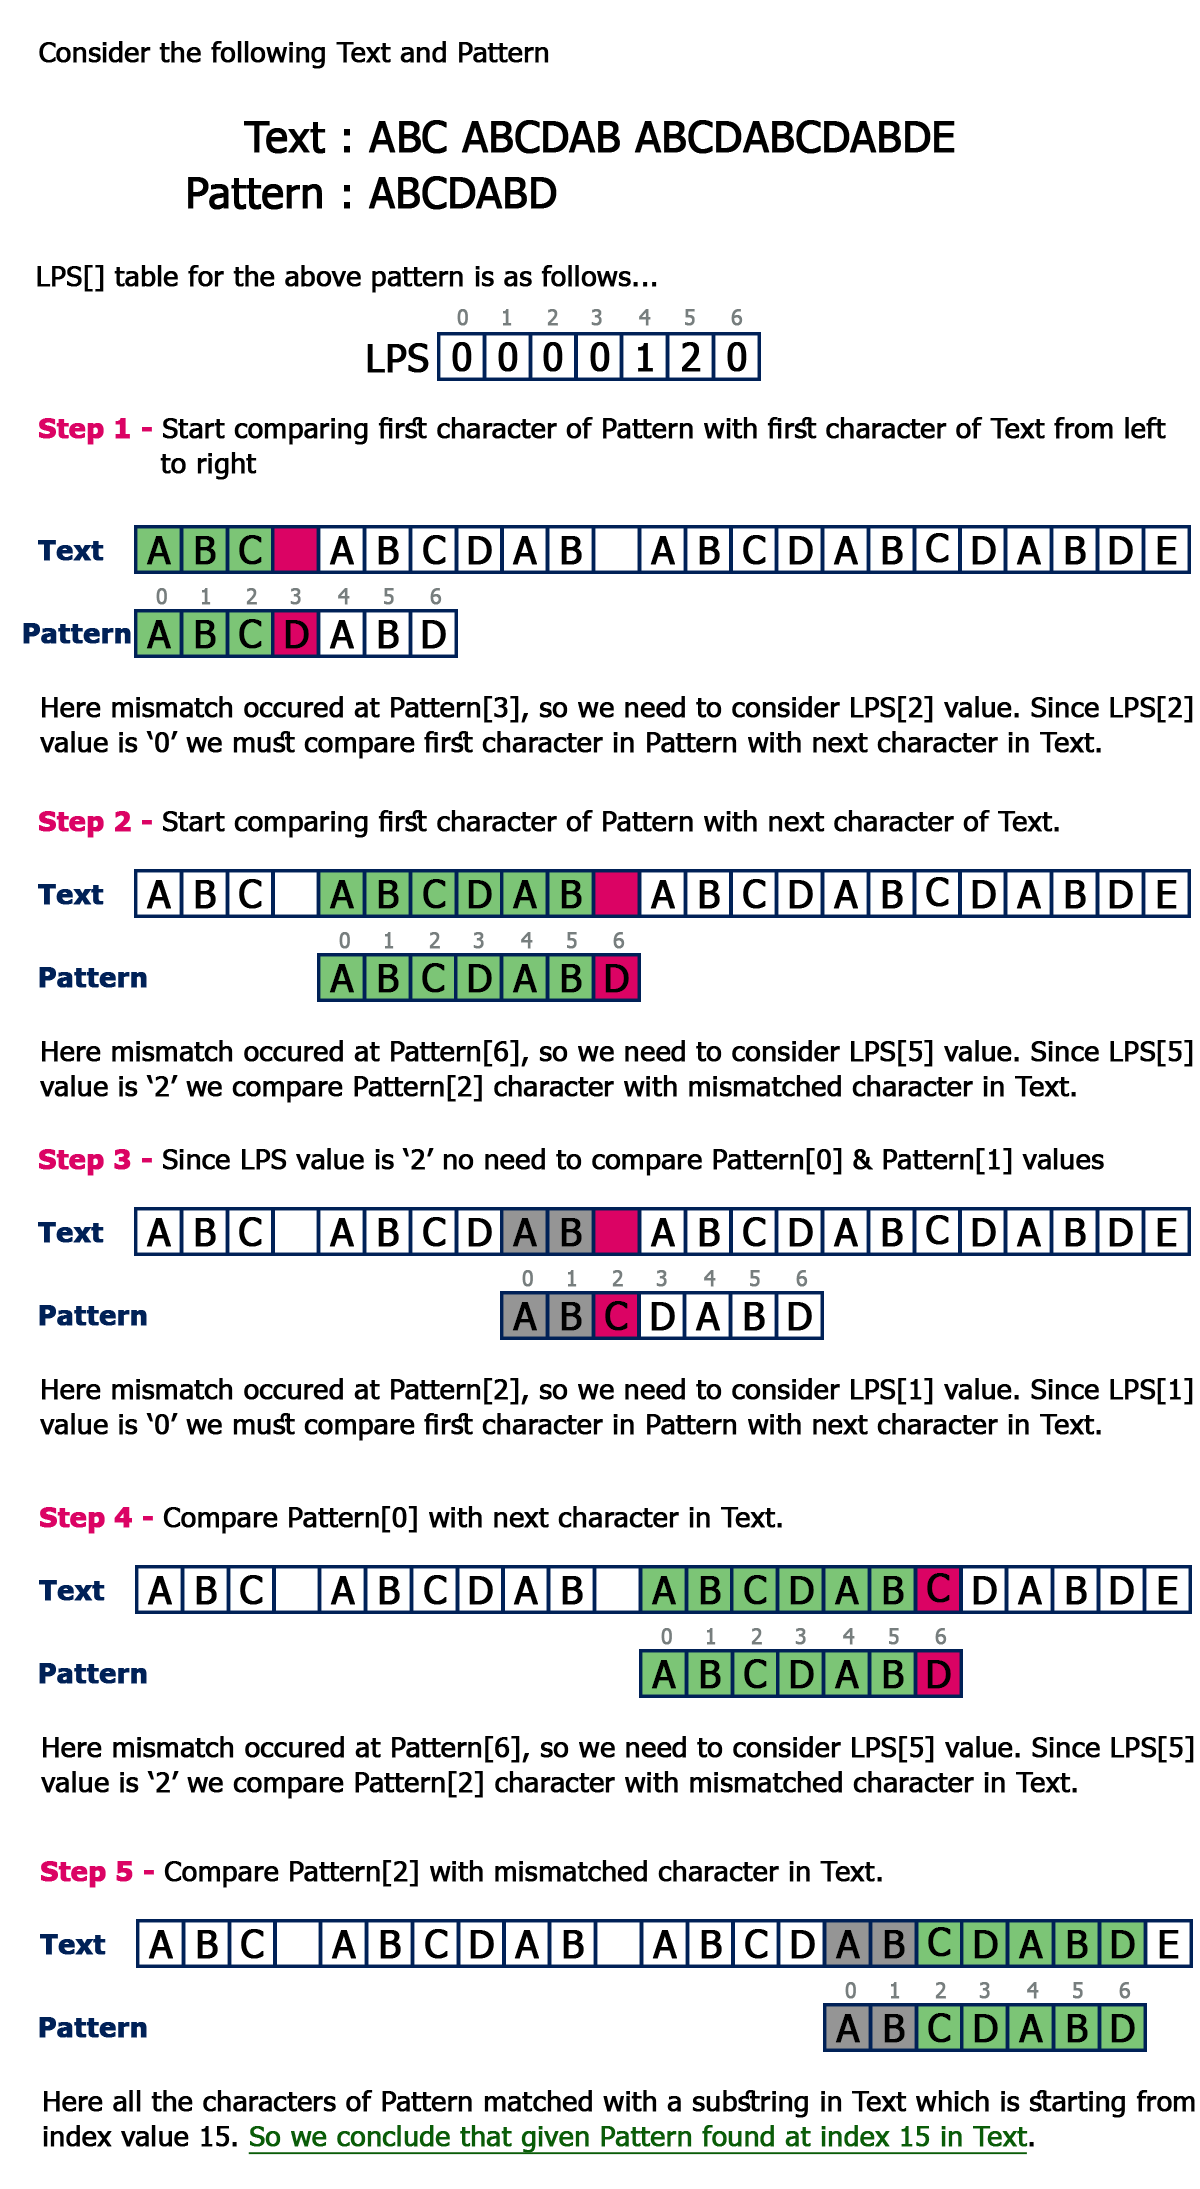 Consider the following Text and Pattern
Text : ABC ABCDAB ABCDABCDABDE
Pattern : ABCDABD
LPS[] table for the above pattern is as follows...
0 1 2 3 4 5 6
LPS 0 0 0 0 1 2 0
Step 1 - Start comparing first character of Pattern with first character of Text from left
to right
Text A B C A B C D A B A B C D A B C D A B D E
0 1 2 3 4 5 6
Pattern A B C D A B D
Here mismatch occured at Pattern[3], so we need to consider LPS[2] value. Since LPS[2]
value is ‘0’ we must compare first character in Pattern with next character in Text.
Step 2 - Start comparing first character of Pattern with next character of Text.
Text A B C A B C D A B A B C D A B C D A B D E
0 1 2 3 4 5 6
Pattern A B C D A B D
Here mismatch occured at Pattern[6], so we need to consider LPS[5] value. Since LPS[5]
value is ‘2’ we compare Pattern[2] character with mismatched character in Text.
Step 3 - Since LPS value is ‘2’ no need to compare Pattern[0] & Pattern[1] values
Text A B C A B C D A B A B C D A B C D A B D E
0 1 2 3 4 5 6
Pattern A B C D A B D
Here mismatch occured at Pattern[2], so we need to consider LPS[1] value. Since LPS[1]
value is ‘0’ we must compare first character in Pattern with next character in Text.
Step 4 - Compare Pattern[0] with next character in Text.
Text A B C A B C D A B A B C D A B C D A B D E
0 1 2 3 4 5 6
Pattern A B C D A B D
Here mismatch occured at Pattern[6], so we need to consider LPS[5] value. Since LPS[5]
value is ‘2’ we compare Pattern[2] character with mismatched character in Text.
Step 5 - Compare Pattern[2] with mismatched character in Text.
Text A B C A B C D A B A B C D A B C D A B D E
0 1 2 3 4 5 6
Pattern A B C D A B D
Here all the characters of Pattern matched with a substring in Text which is starting from
index value 15. So we conclude that given Pattern found at index 15 in Text.